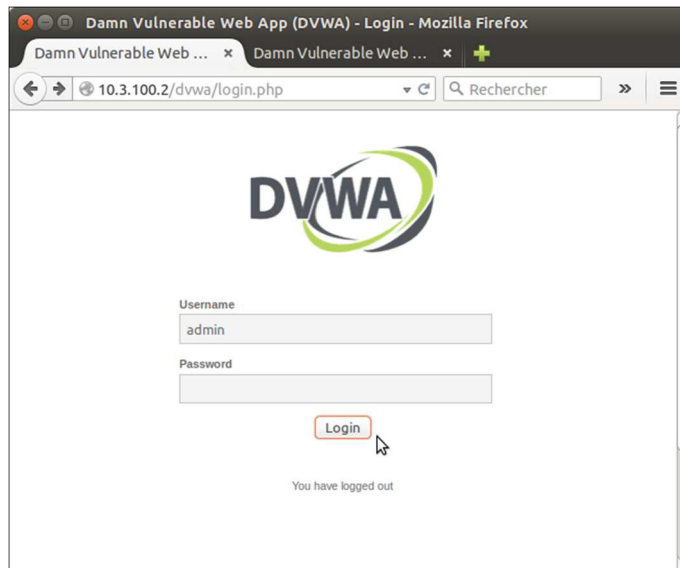 Damn Vulnerable Web App (DVWA) - Login - Mozilla Firefox
Damn Vulnerable Web ... Damn Vulnerable Web ...
10.3.100.2/dvwa/login.php Rechercher
DVWA
Username
admin
Password
Login
You have logged out